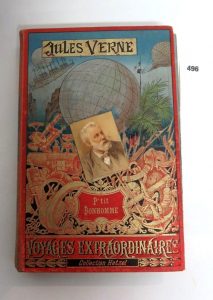 JULES VERNE
496
P'tit
BONHOMME
VOYAGES EXTRAORDINAIRES
Collection Hetzel